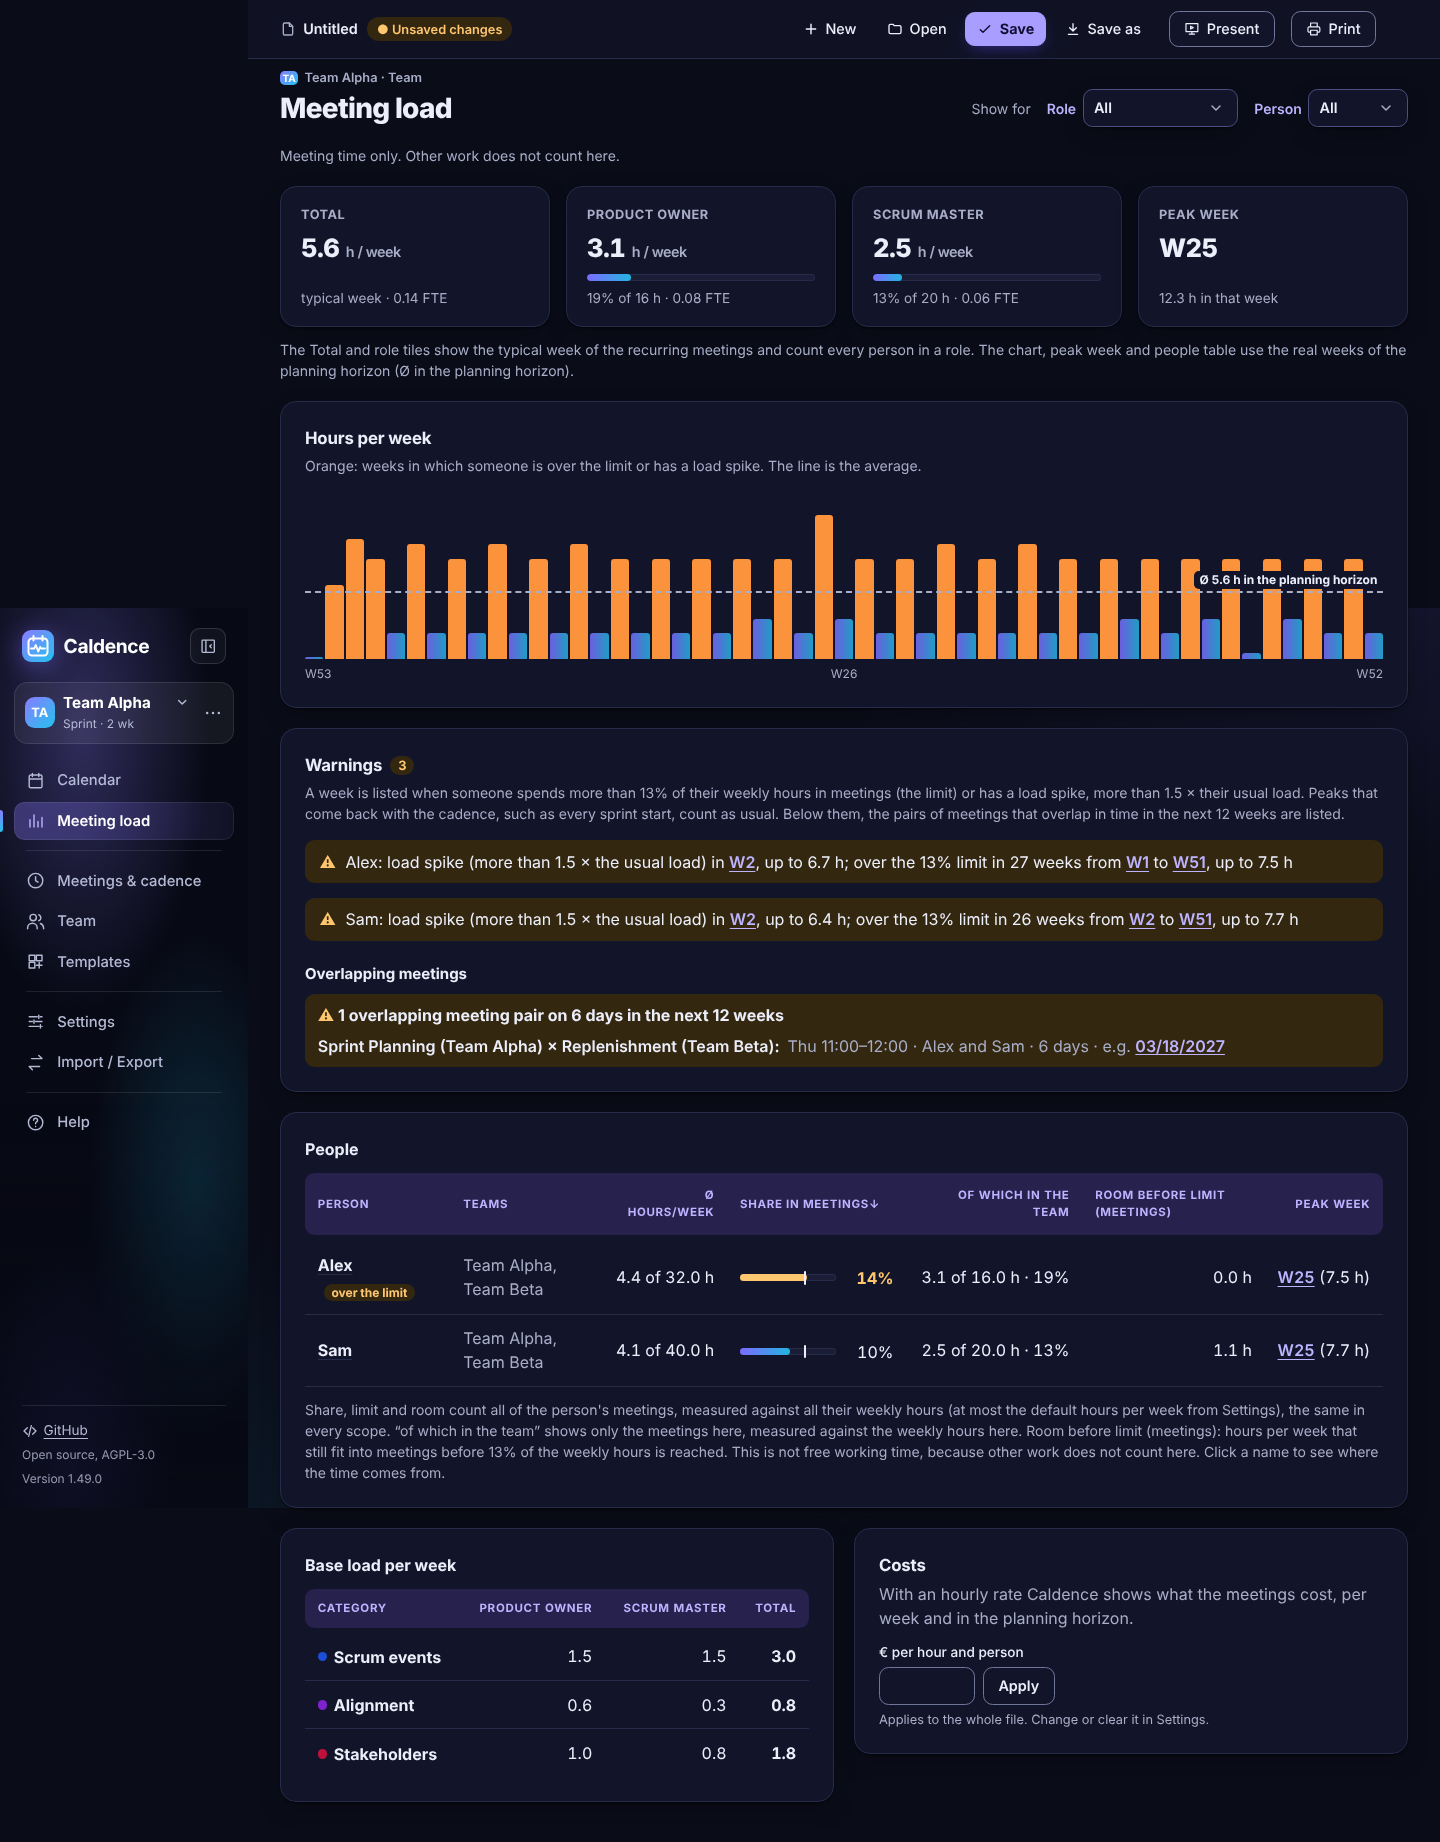 Untitled
Unsaved changes
New
Open
Save
Save as
Present
Print
TA Team Alpha · Team
Meeting load
Show for
Role
All
Person
All
Meeting time only. Other work does not count here.
TOTAL
5.6 h / week
typical week · 0.14 FTE
PRODUCT OWNER
3.1 h / week
19% of 16 h · 0.08 FTE
SCRUM MASTER
2.5 h / week
13% of 20 h · 0.06 FTE
PEAK WEEK
W25
12.3 h in that week
The Total and role tiles show the typical week of the recurring meetings and count every person in a role. The chart, peak week and people table use the real weeks of the
planning horizon (Ø in the planning horizon).
Hours per week
Orange: weeks in which someone is over the limit or has a load spike. The line is the average.
Ø 5.6 h in the planning horizon
W53
W26
W52
Caldence
TA
Team Alpha
Sprint · 2 wk
Calendar
Meeting load
Meetings & cadence
Team
Templates
Settings
Import / Export
Help
GitHub
Open source, AGPL-3.0
Version 1.49.0
Warnings 3
A week is listed when someone spends more than 13% of their weekly hours in meetings (the limit) or has a load spike, more than 1.5 × their usual load. Peaks that
come back with the cadence, such as every sprint start, count as usual. Below them, the pairs of meetings that overlap in time in the next 12 weeks are listed.
Alex: load spike (more than 1.5 × the usual load) in W2, up to 6.7 h; over the 13% limit in 27 weeks from W1 to W51, up to 7.5 h
Sam: load spike (more than 1.5 × the usual load) in W2, up to 6.4 h; over the 13% limit in 26 weeks from W2 to W51, up to 7.7 h
Overlapping meetings
1 overlapping meeting pair on 6 days in the next 12 weeks
Sprint Planning (Team Alpha) × Replenishment (Team Beta): Thu 11:00–12:00 · Alex and Sam · 6 days · e.g. 03/18/2027
People
PERSON
TEAMS
Ø
HOURS/WEEK
SHARE IN MEETINGS↓
OF WHICH IN THE
TEAM
ROOM BEFORE LIMIT
(MEETINGS)
PEAK WEEK
Alex
over the limit
Team Alpha,
Team Beta
4.4 of 32.0 h
14%
3.1 of 16.0 h · 19%
0.0 h
W25 (7.5 h)
Sam
Team Alpha,
Team Beta
4.1 of 40.0 h
10%
2.5 of 20.0 h · 13%
1.1 h
W25 (7.7 h)
Share, limit and room count all of the person's meetings, measured against all their weekly hours (at most the default hours per week from Settings), the same in
every scope. “of which in the team” shows only the meetings here, measured against the weekly hours here. Room before limit (meetings): hours per week that
still fit into meetings before 13% of the weekly hours is reached. This is not free working time, because other work does not count here. Click a name to see where
the time comes from.
Base load per week
CATEGORY PRODUCT OWNER SCRUM MASTER TOTAL
Scrum events 1.5 1.5 3.0
Alignment 0.6 0.3 0.8
Stakeholders 1.0 0.8 1.8
Costs
With an hourly rate Caldence shows what the meetings cost, per
week and in the planning horizon.
€ per hour and person
Apply
Applies to the whole file. Change or clear it in Settings.